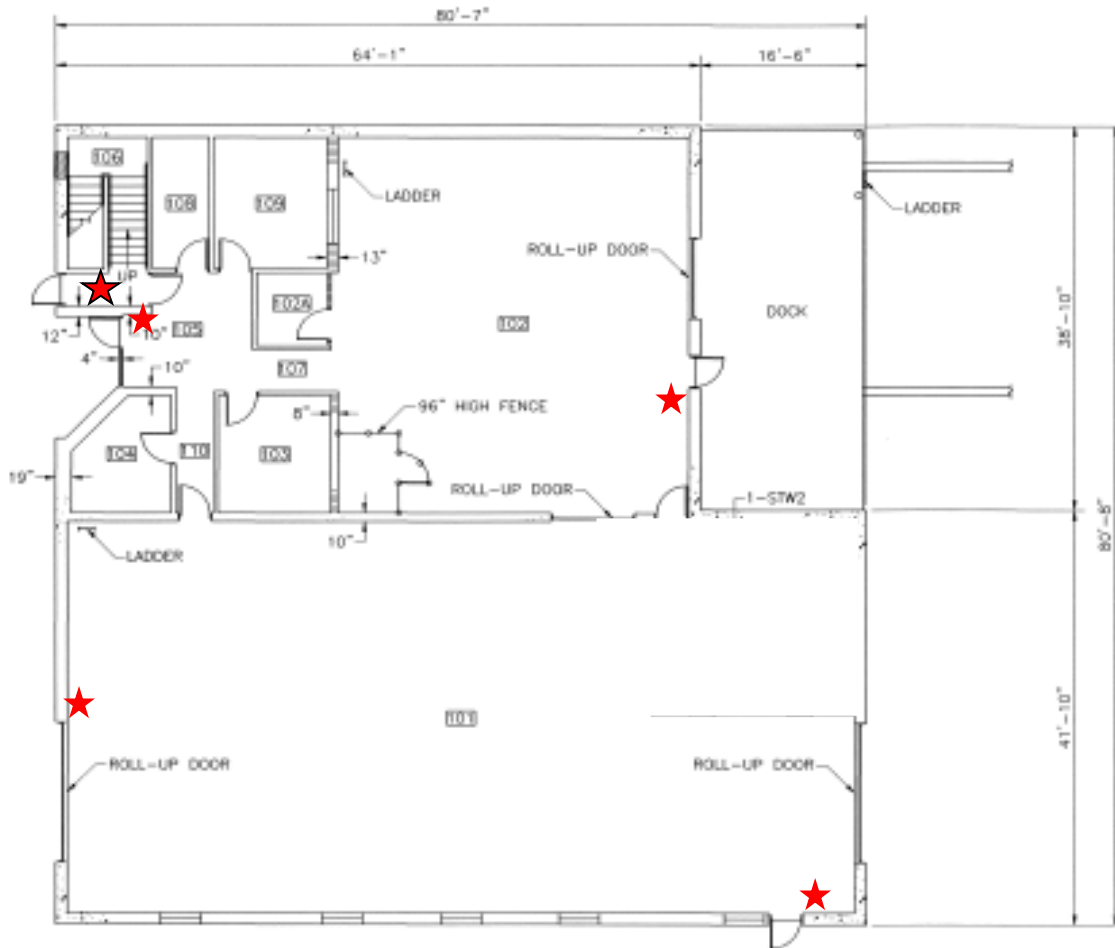 80'-7"
64'-1"
16'-6"
106
108
109
LADDER
LADDER
ROLL-UP DOOR
13"
UP
102A
102
DOCK
38'-10"
12"
10"
105
4"
10"
107
8"
96" HIGH FENCE
104
110
103
19"
ROLL-UP DOOR
1-STW2
10"
LADDER
80'-8"
101
41'-10"
ROLL-UP DOOR
ROLL-UP DOOR